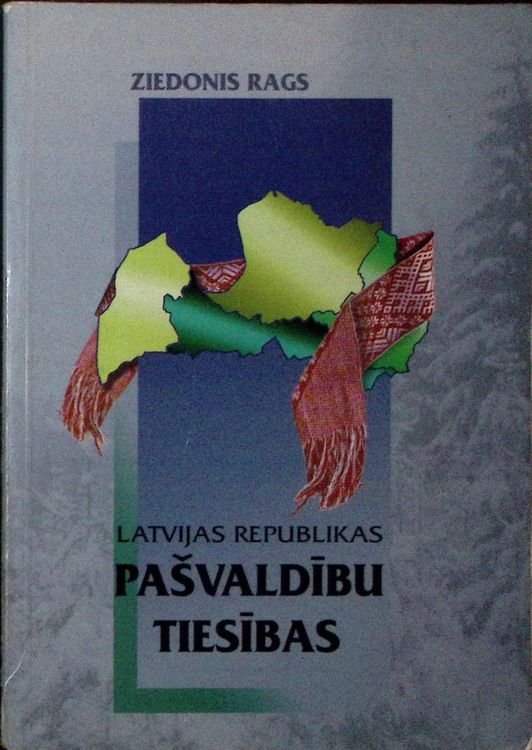 ZIEDONIS RAGS
LATVIJAS REPUBLIKAS
PAŠVALDĪBU
TIESĪBAS